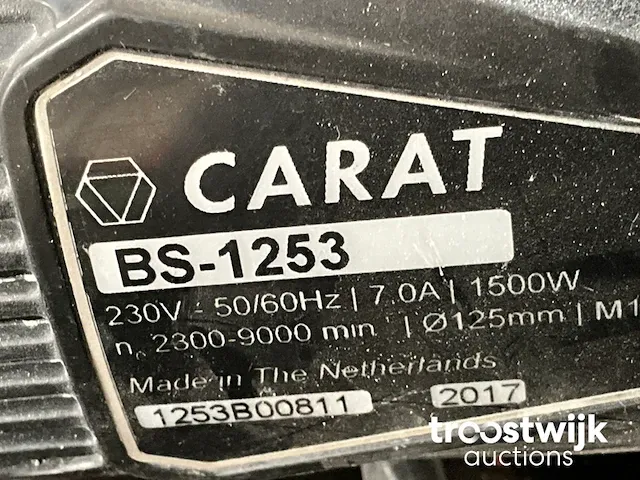 CARAT
BS-1253
230V - 50/60Hz | 7.0A | 1500W
n₀ 2300-9000 min | Ø125mm | M1
Made in The Netherlands
1253B00811 2017
troostwijk
auctions